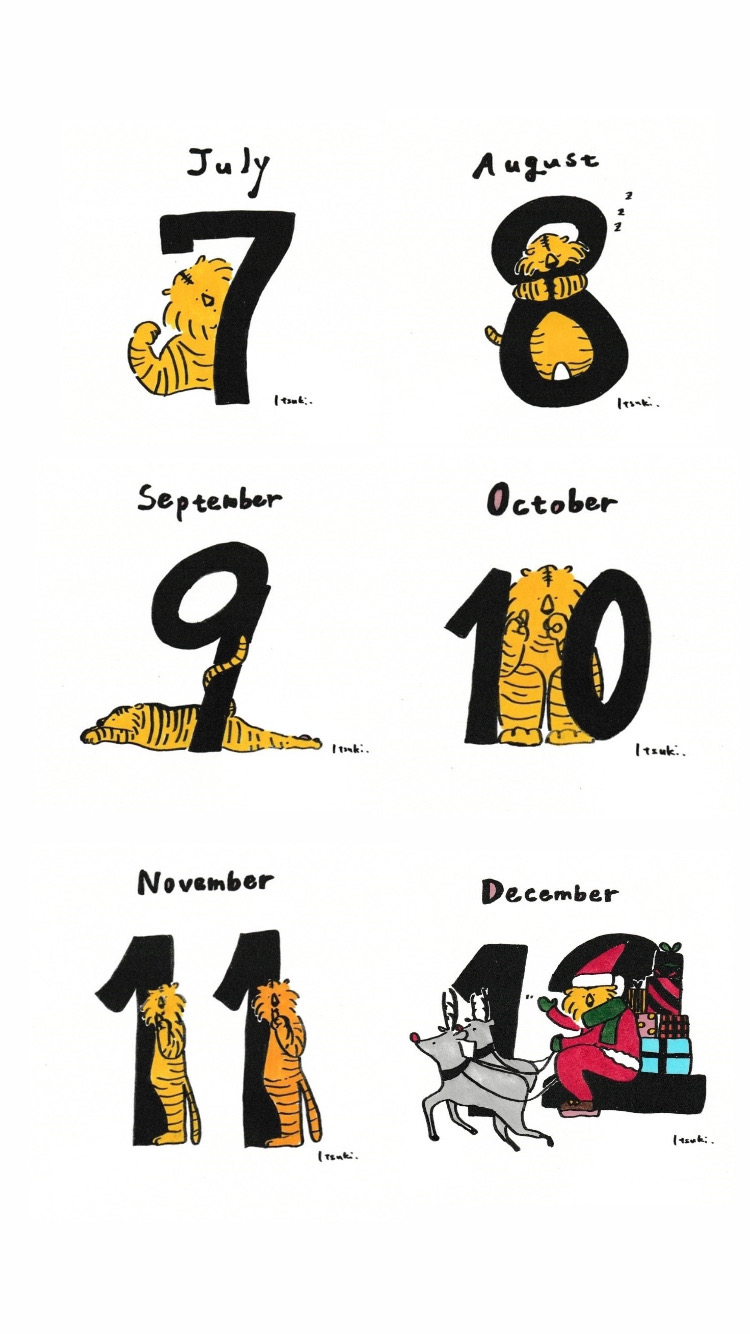 July
7
Itsuki.
August
8
z
z
z
Itsuki.
September
9
Itsuki.
October
10
Itsuki.
November
11
Itsuki.
December
12
Itsuki.